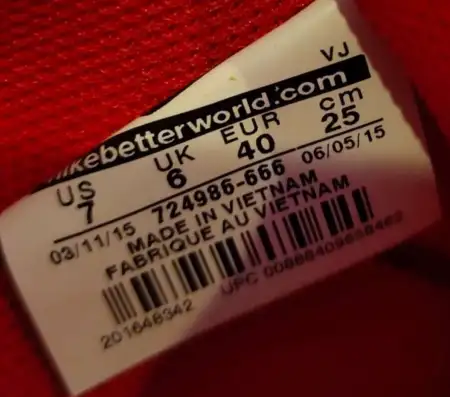 VJ
nikebetterworld.com
US UK EUR cm
7 6 40 25
03/11/15 724986-666 06/05/15
MADE IN VIETNAM
FABRIQUE AU VIETNAM
201648342 UPC